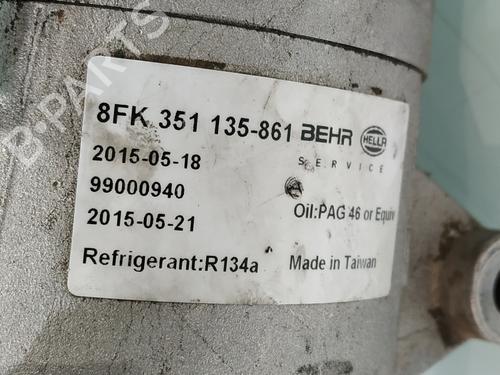 8FK 351 135-861 BEHR HELLA
SERVICE
2015-05-18
99000940
2015-05-21
Oil:PAG 46 or Equiv
Refrigerant:R134a
Made in Taiwan
B-PARTS